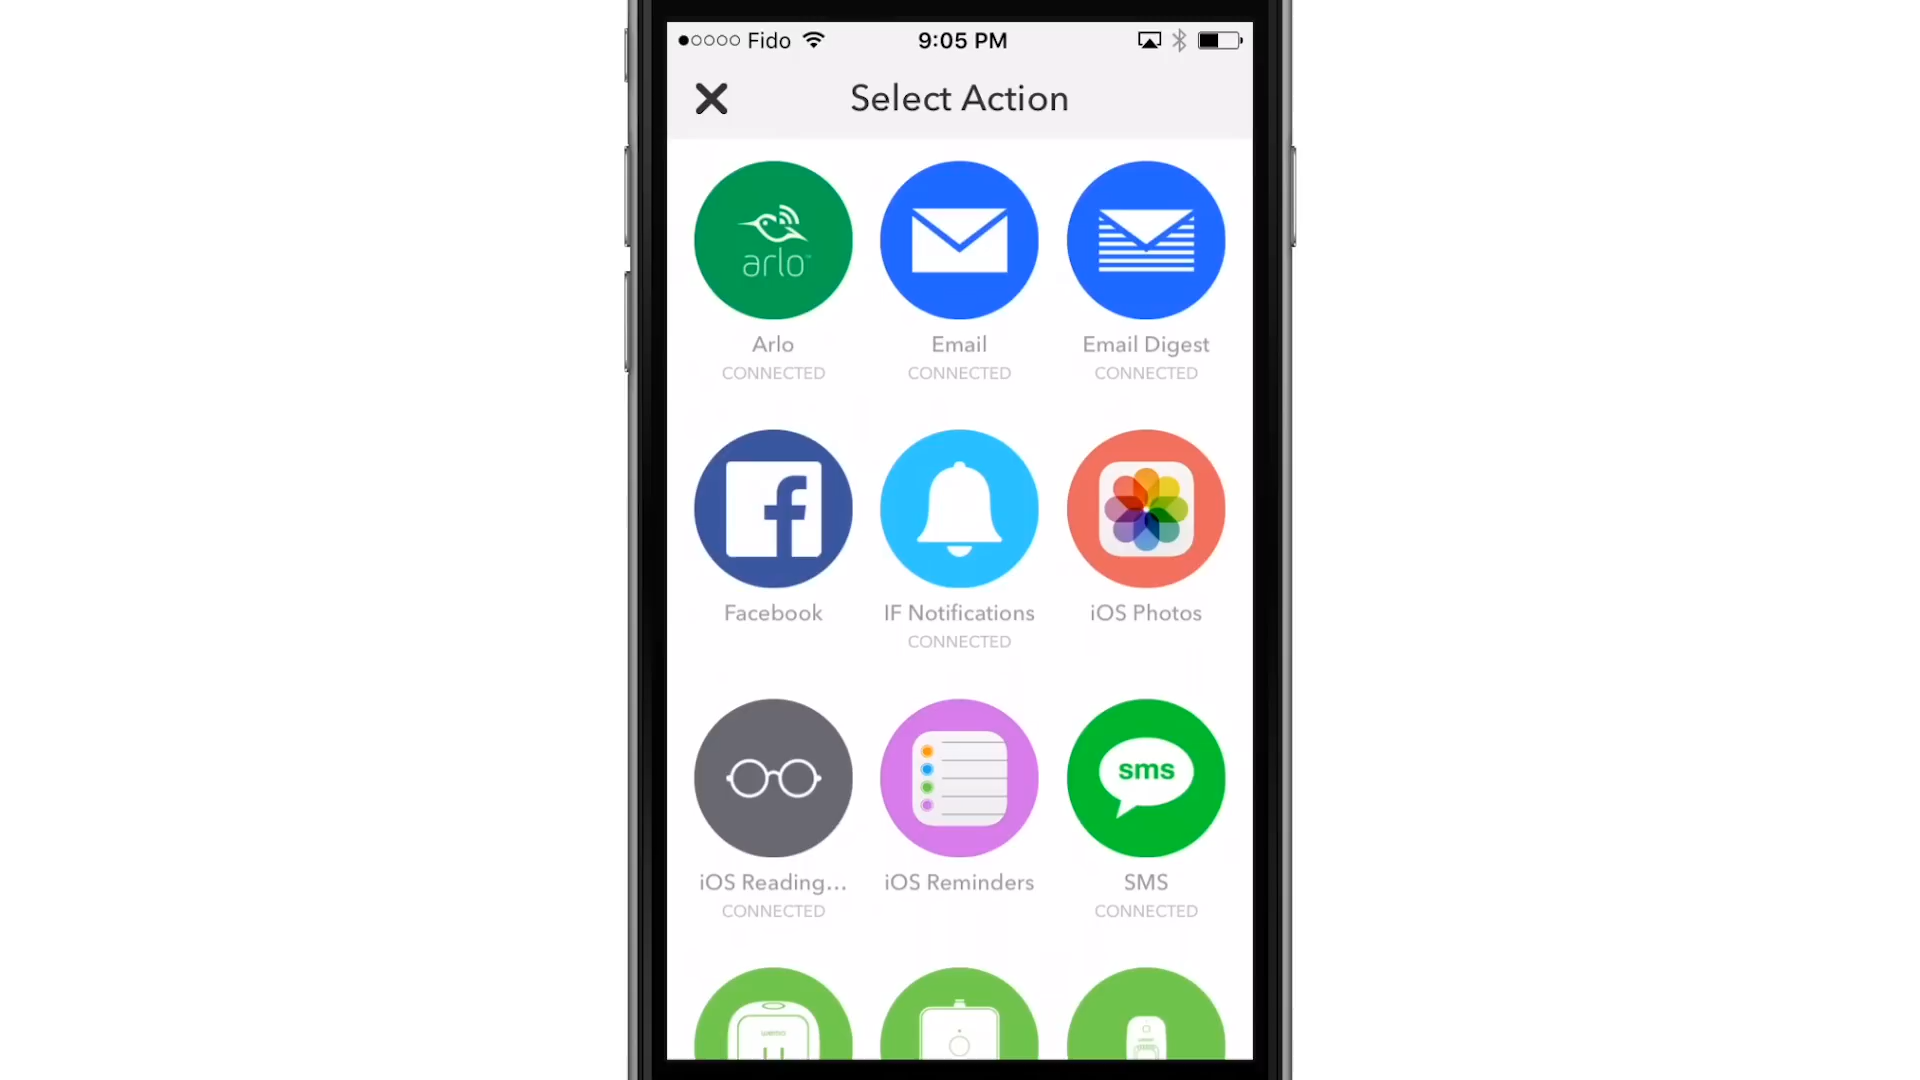 Fido 9:05 PM
Select Action
arlo
Arlo Email Email Digest
CONNECTED CONNECTED CONNECTED
Facebook IF Notifications iOS Photos
CONNECTED
sms
iOS Reading... iOS Reminders SMS
CONNECTED CONNECTED
wemo